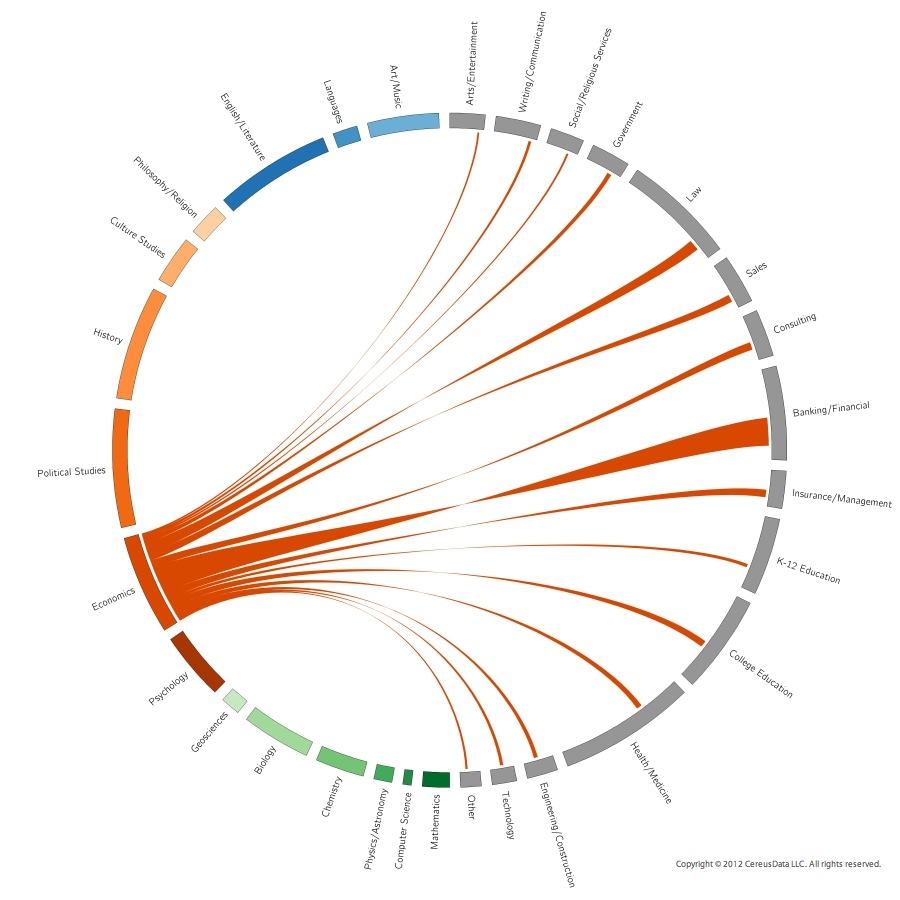 Arts/Entertainment
Writing/Communication
Social/Religious Services
Government
Law
Sales
Consulting
Banking/Financial
Insurance/Management
K-12 Education
College Education
Health/Medicine
Engineering/Construction
Technology
Other
Mathematics
Computer Science
Physics/Astronomy
Chemistry
Biology
Geosciences
Psychology
Economics
Political Studies
History
Culture Studies
Philosophy/Religion
English/Literature
Languages
Art/Music
Copyright © 2012 CereusData LLC. All rights reserved.